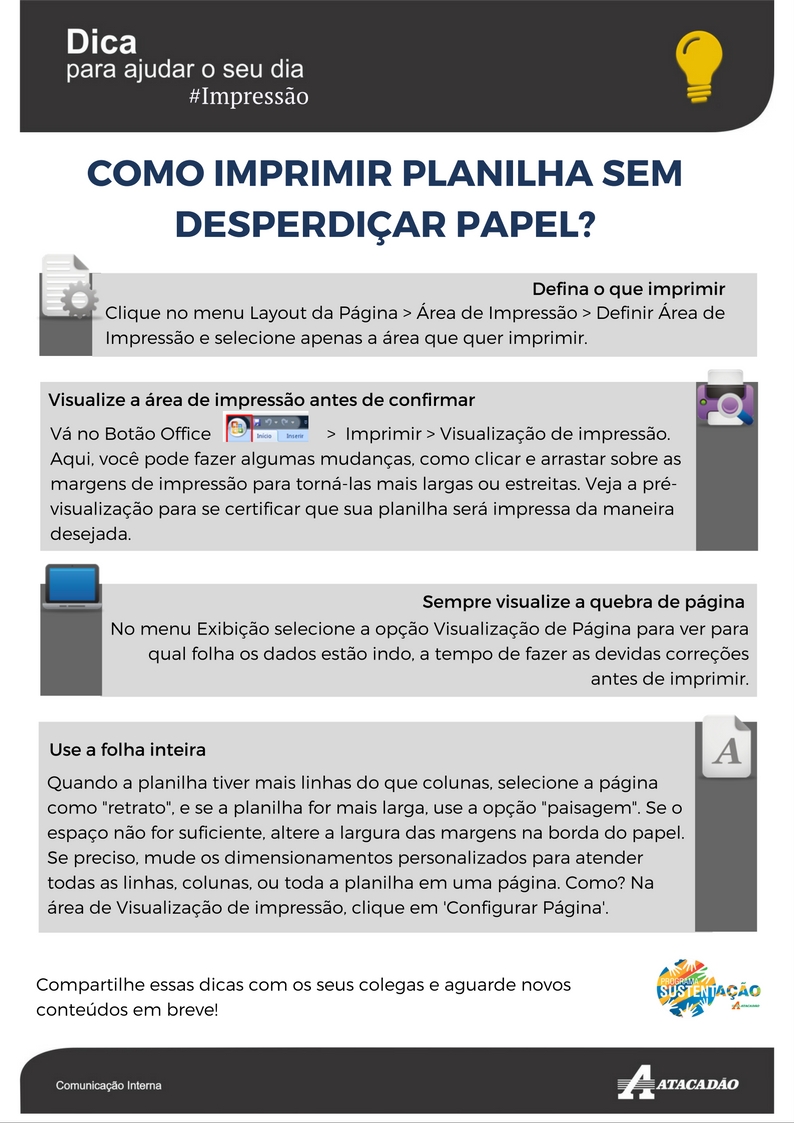 Dica
para ajudar o seu dia
#Impressão
COMO IMPRIMIR PLANILHA SEM
DESPERDIÇAR PAPEL?
Defina o que imprimir
Clique no menu Layout da Página > Área de Impressão > Definir Área de
Impressão e selecione apenas a área que quer imprimir.
Visualize a área de impressão antes de confirmar
Vá no Botão Office Início Inserir > Imprimir > Visualização de impressão.
Aqui, você pode fazer algumas mudanças, como clicar e arrastar sobre as
margens de impressão para torná-las mais largas ou estreitas. Veja a pré-
visualização para se certificar que sua planilha será impressa da maneira
desejada.
Sempre visualize a quebra de página
No menu Exibição selecione a opção Visualização de Página para ver para
qual folha os dados estão indo, a tempo de fazer as devidas correções
antes de imprimir.
Use a folha inteira
A
Quando a planilha tiver mais linhas do que colunas, selecione a página
como "retrato", e se a planilha for mais larga, use a opção "paisagem". Se o
espaço não for suficiente, altere a largura das margens na borda do papel.
Se preciso, mude os dimensionamentos personalizados para atender
todas as linhas, colunas, ou toda a planilha em uma página. Como? Na
área de Visualização de impressão, clique em 'Configurar Página'.
Compartilhe essas dicas com os seus colegas e aguarde novos
conteúdos em breve!
PROGRAMA
SUSTENTAÇÃO
ATACADÃO
Comunicação Interna
ATACADÃO